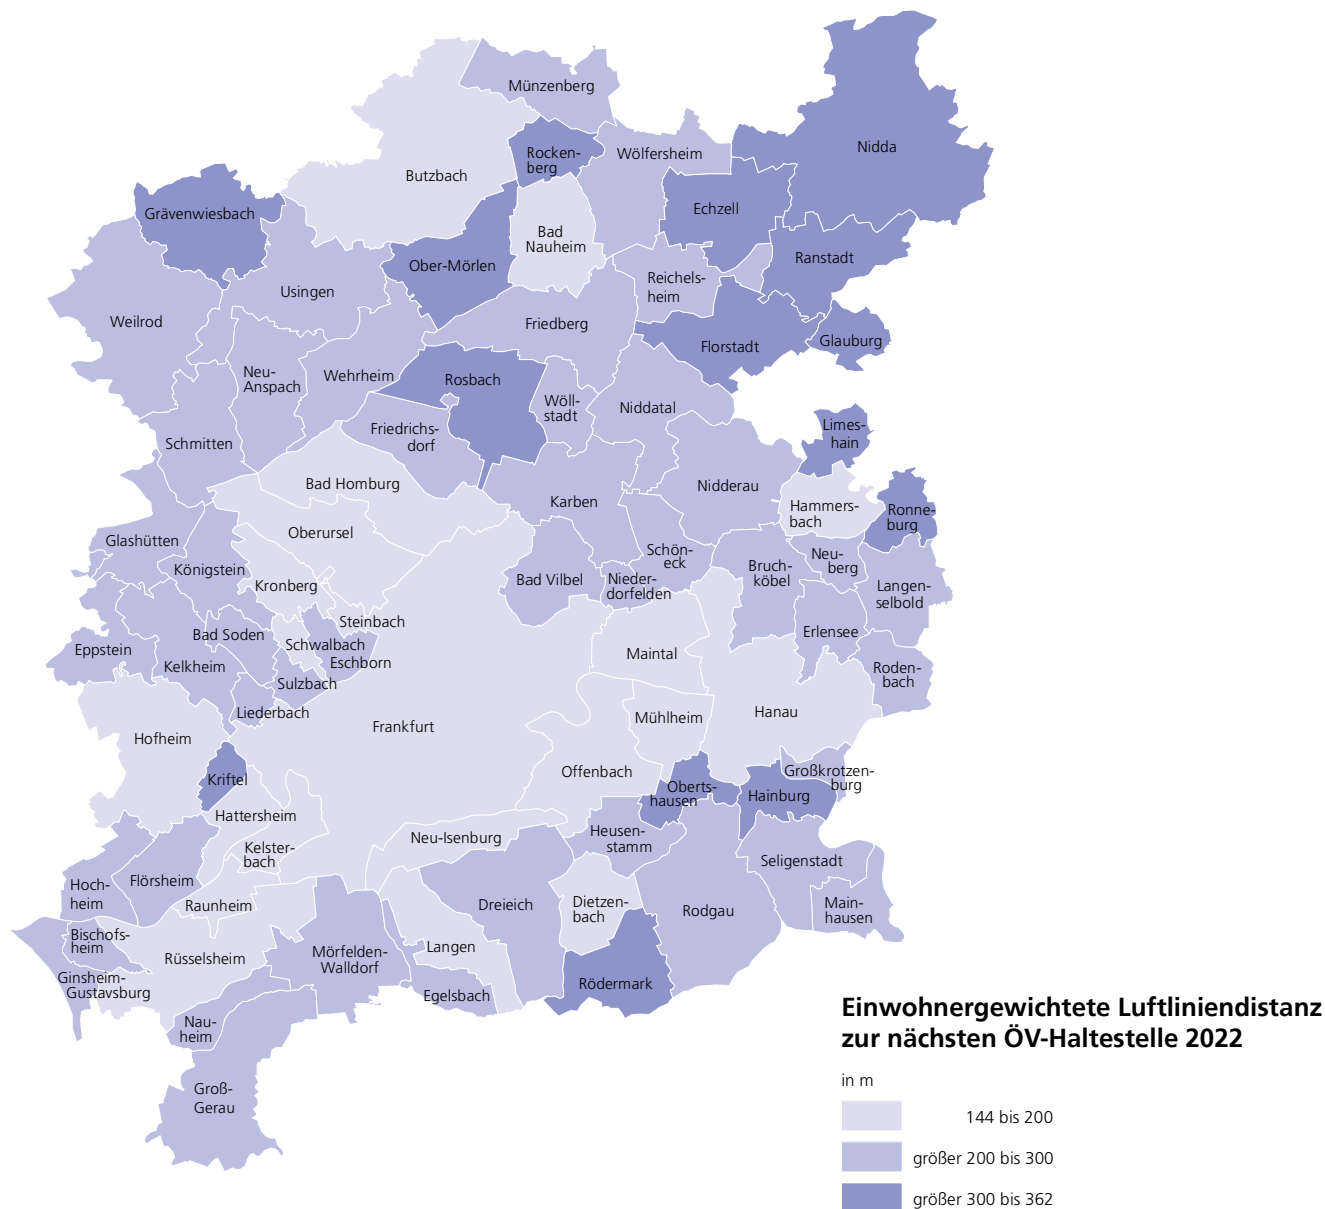 Münzenberg
Nidda
Rocken-
berg
Wölfersheim
Butzbach
Echzell
Grävenwiesbach
Bad
Nauheim
Ober-Mörlen
Ranstadt
Reichels-
heim
Usingen
Weilrod
Friedberg
Florstadt
Glauburg
Neu-
Anspach
Wehrheim
Rosbach
Wöll-
stadt
Niddatal
Limes-
hain
Friedrichs-
dorf
Schmitten
Bad Homburg
Nidderau
Karben
Hammers-
bach
Ronne-
burg
Oberursel
Glashütten
Schön-
eck
Neu-
berg
Königstein
Bruch-
köbel
Kronberg
Bad Vilbel
Nieder-
dorfelden
Langen-
selbold
Steinbach
Bad Soden
Schwalbach
Erlensee
Eppstein
Maintal
Kelkheim
Eschborn
Roden-
bach
Sulzbach
Liederbach
Mühlheim
Hanau
Frankfurt
Hofheim
Offenbach
Kriftel
Großkrotzen-
burg
Oberts-
hausen
Hainburg
Hattersheim
Neu-Isenburg
Heusen-
stamm
Kelster-
bach
Seligenstadt
Flörsheim
Hoch-
heim
Raunheim
Dreieich
Dietzen-
bach
Rodgau
Main-
hausen
Bischofs-
heim
Rüsselsheim
Mörfelden-
Walldorf
Langen
Ginsheim-
Gustavsburg
Egelsbach
Rödermark
Nau-
heim
Groß-
Gerau
Einwohnergewichtete Luftliniendistanz
zur nächsten ÖV-Haltestelle 2022
in m
144 bis 200
größer 200 bis 300
größer 300 bis 362